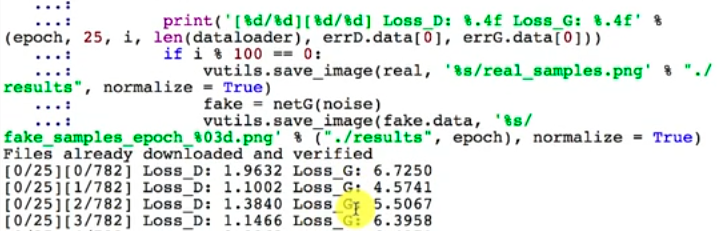 ...:
...: print('[%d/%d][%d/%d] Loss_D: %.4f Loss_G: %.4f' %
(epoch, 25, i, len(dataloader), errD.data[0], errG.data[0]))
...: if i % 100 == 0:
...: vutils.save_image(real, '%s/real_samples.png' % "./
results", normalize = True)
...: fake = netG(noise)
...: vutils.save_image(fake.data, '%s/
fake_samples_epoch_%03d.png' % ("./results", epoch), normalize = True)
Files already downloaded and verified
[0/25][0/782] Loss_D: 1.9632 Loss_G: 6.7250
[0/25][1/782] Loss_D: 1.1002 Loss_G: 4.5741
[0/25][2/782] Loss_D: 1.3840 Loss_G: 5.5067
[0/25][3/782] Loss_D: 1.1466 Loss_G: 6.3958